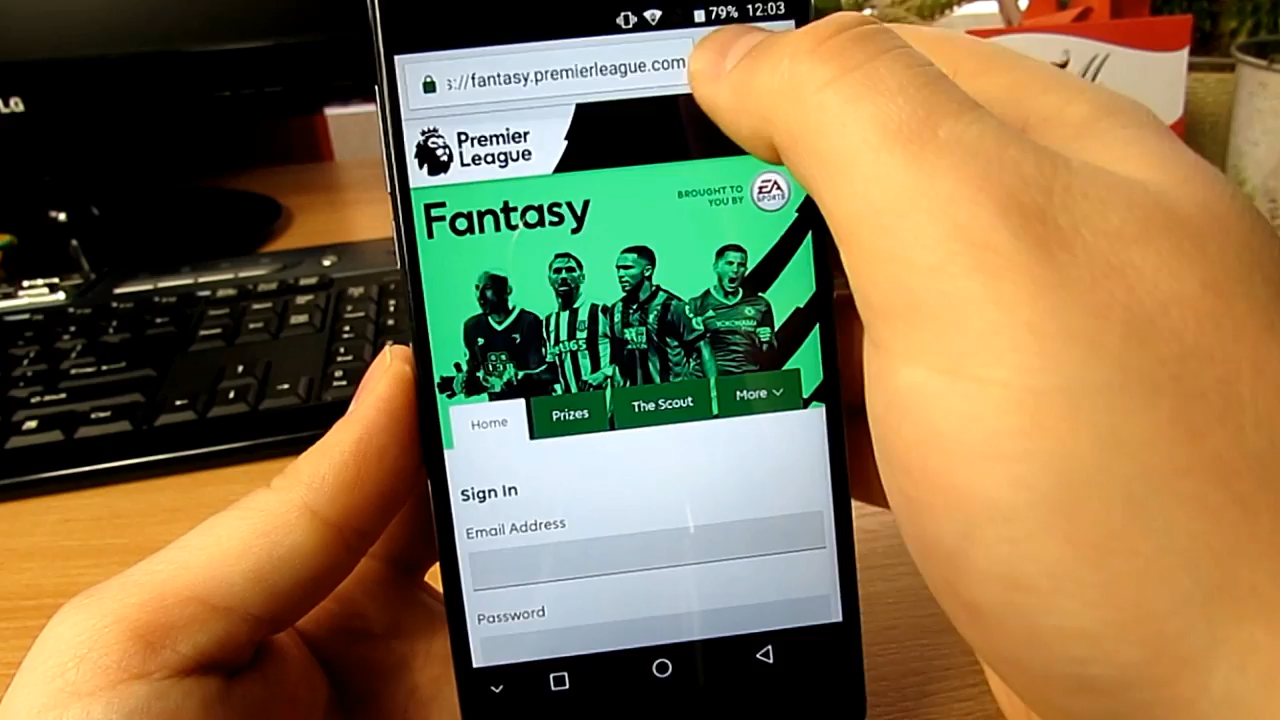 79% 12:03
s://fantasy.premierleague.com
LG
Premier
League
BROUGHT TO
YOU BY
EA
SPORTS
Fantasy
YOKOHAMA
Home
Prizes
The Scout
More
Sign In
Email Address
Password